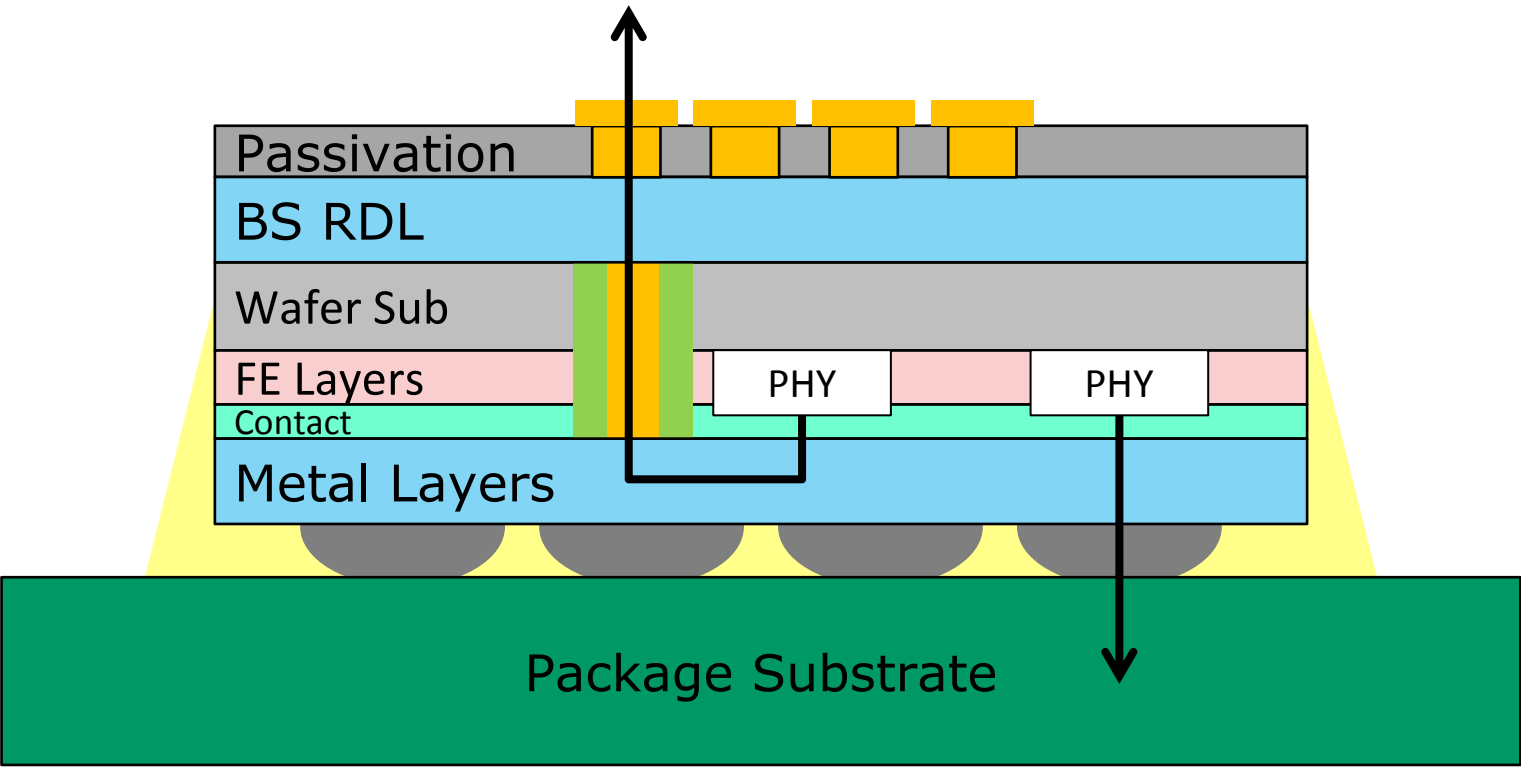 Passivation
BS RDL
Wafer Sub
FE Layers
PHY
PHY
Contact
Metal Layers
Package Substrate